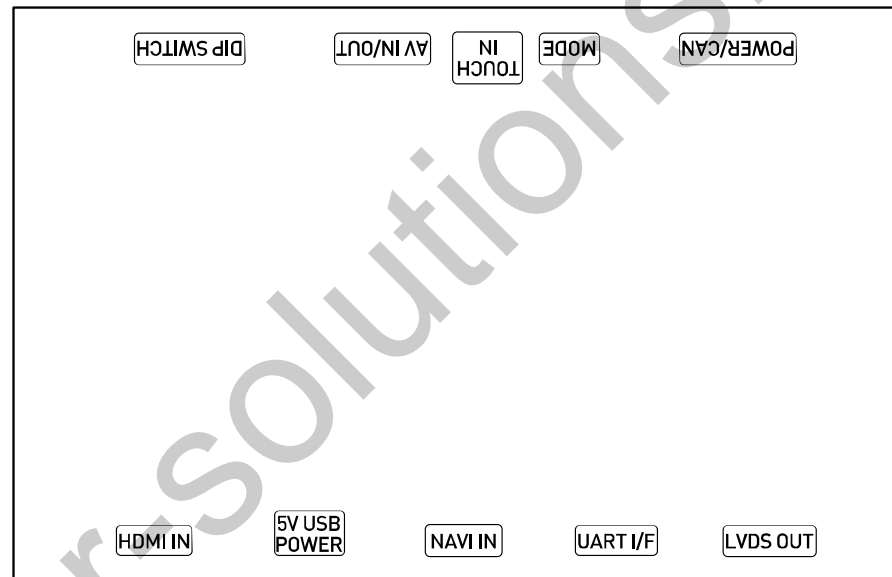 DIP SWITCH
AV IN/OUT
TOUCH
IN
MODE
POWER/CAN
HDMI IN
5V USB
POWER
NAVI IN
UART I/F
LVDS OUT
r-solutions.